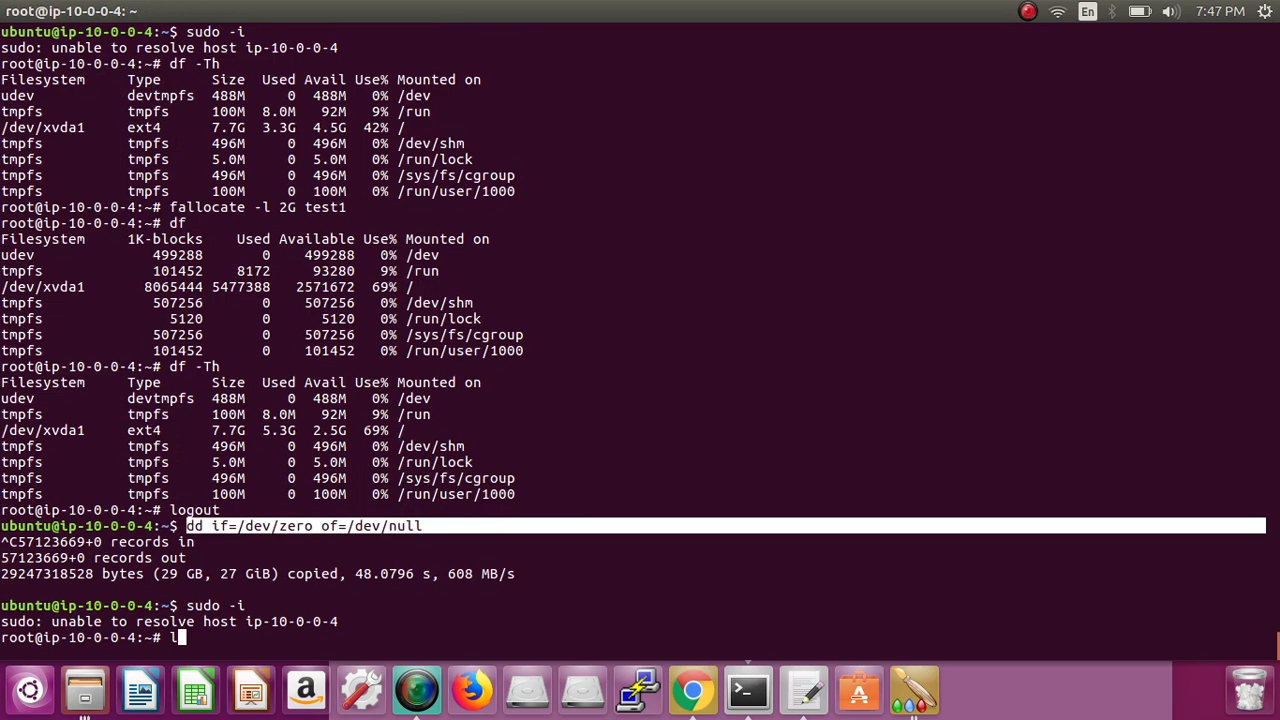 root@ip-10-0-0-4: ~
En
7:47 PM
ubuntu@ip-10-0-0-4:~$ sudo -i
sudo: unable to resolve host ip-10-0-0-4
root@ip-10-0-0-4:~# df -Th
Filesystem     Type      Size  Used Avail Use% Mounted on
udev           devtmpfs  488M     0  488M   0% /dev
tmpfs          tmpfs     100M  8.0M   92M   9% /run
/dev/xvda1     ext4      7.7G  3.3G  4.5G  42% /
tmpfs          tmpfs     496M     0  496M   0% /dev/shm
tmpfs          tmpfs     5.0M     0  5.0M   0% /run/lock
tmpfs          tmpfs     496M     0  496M   0% /sys/fs/cgroup
tmpfs          tmpfs     100M     0  100M   0% /run/user/1000
root@ip-10-0-0-4:~# fallocate -l 2G test1
root@ip-10-0-0-4:~# df
Filesystem     1K-blocks    Used Available Use% Mounted on
udev              499288       0    499288   0% /dev
tmpfs             101452    8172     93280   9% /run
/dev/xvda1       8065444 5477388   2571672  69% /
tmpfs             507256       0    507256   0% /dev/shm
tmpfs               5120       0      5120   0% /run/lock
tmpfs             507256       0    507256   0% /sys/fs/cgroup
tmpfs             101452       0    101452   0% /run/user/1000
root@ip-10-0-0-4:~# df -Th
Filesystem     Type      Size  Used Avail Use% Mounted on
udev           devtmpfs  488M     0  488M   0% /dev
tmpfs          tmpfs     100M  8.0M   92M   9% /run
/dev/xvda1     ext4      7.7G  5.3G  2.5G  69% /
tmpfs          tmpfs     496M     0  496M   0% /dev/shm
tmpfs          tmpfs     5.0M     0  5.0M   0% /run/lock
tmpfs          tmpfs     496M     0  496M   0% /sys/fs/cgroup
tmpfs          tmpfs     100M     0  100M   0% /run/user/1000
root@ip-10-0-0-4:~# logout
ubuntu@ip-10-0-0-4:~$ dd if=/dev/zero of=/dev/null
^C57123669+0 records in
57123669+0 records out
29247318528 bytes (29 GB, 27 GiB) copied, 48.0796 s, 608 MB/s
ubuntu@ip-10-0-0-4:~$ sudo -i
sudo: unable to resolve host ip-10-0-0-4
root@ip-10-0-0-4:~# l